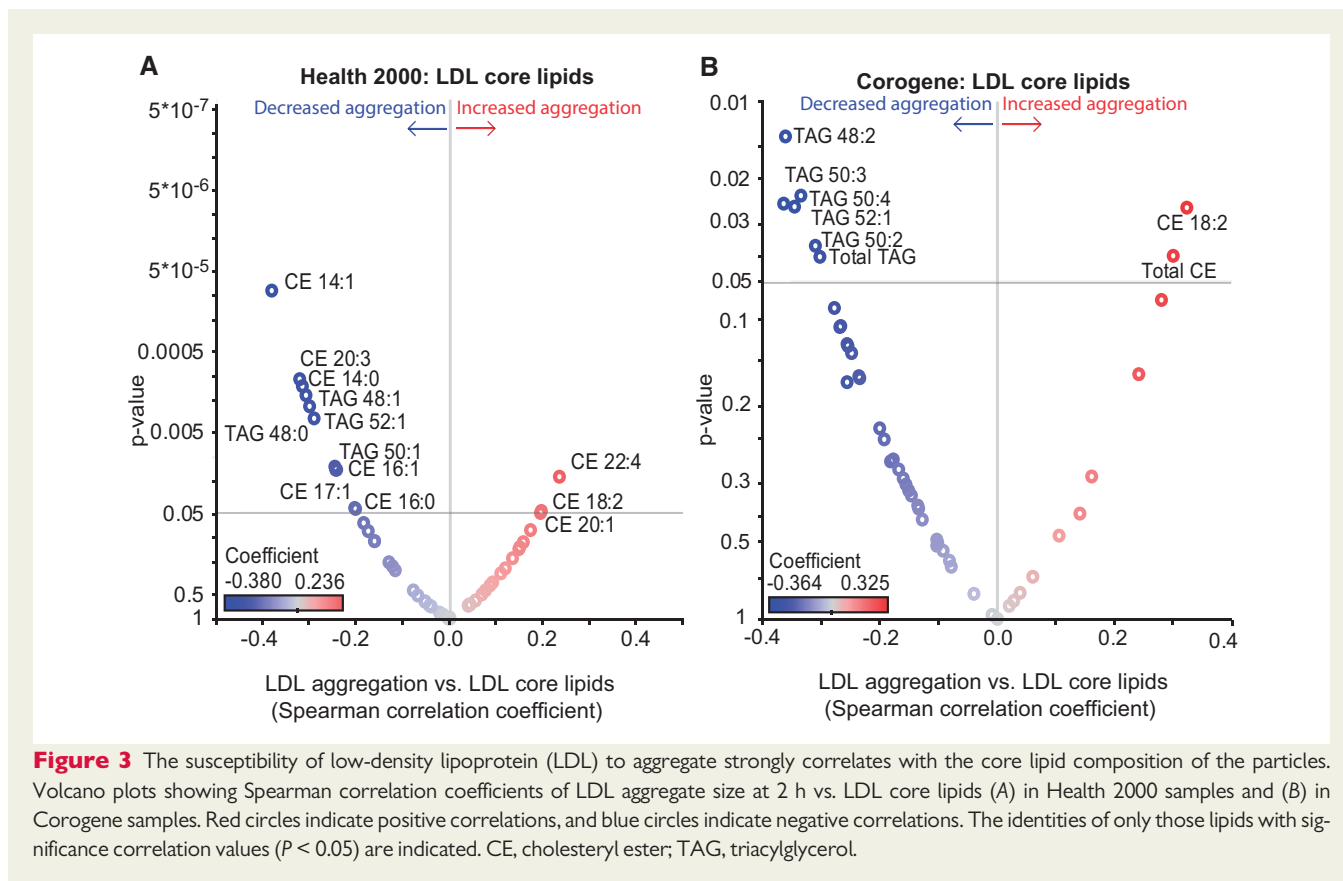 A
Health 2000: LDL core lipids
Decreased aggregation
Increased aggregation
5*10-7
5*10-6
5*10-5
0.0005
0.005
0.05
0.5
1
p-value
CE 14:1
CE 20:3
CE 14:0
TAG 48:1
TAG 52:1
TAG 48:0
TAG 50:1
CE 16:1
CE 17:1
CE 16:0
CE 22:4
CE 18:2
CE 20:1
Coefficient
-0.380 0.236
-0.4 -0.2 0.0 0.2 0.4
LDL aggregation vs. LDL core lipids
(Spearman correlation coefficient)
B
Corogene: LDL core lipids
Decreased aggregation
Increased aggregation
0.01
0.02
0.03
0.05
0.1
0.2
0.3
0.5
1
p-value
TAG 48:2
TAG 50:3
TAG 50:4
TAG 52:1
TAG 50:2
Total TAG
CE 18:2
Total CE
Coefficient
-0.364 0.325
-0.4 -0.2 0.0 0.2 0.4
LDL aggregation vs. LDL core lipids
(Spearman correlation coefficient)
Figure 3 The susceptibility of low-density lipoprotein (LDL) to aggregate strongly correlates with the core lipid composition of the particles.
Volcano plots showing Spearman correlation coefficients of LDL aggregate size at 2 h vs. LDL core lipids (A) in Health 2000 samples and (B) in
Corogene samples. Red circles indicate positive correlations, and blue circles indicate negative correlations. The identities of only those lipids with sig-
nificance correlation values (P < 0.05) are indicated. CE, cholesteryl ester; TAG, triacylglycerol.